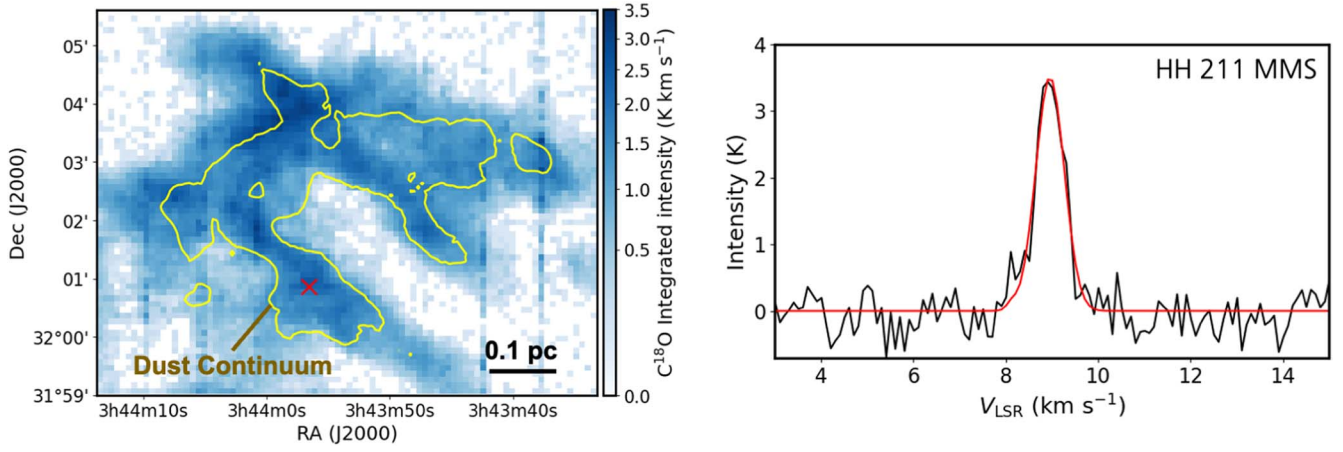 05'
04'
03'
02'
01'
32°00'
31°59'
Dec (J2000)
3h44m10s
3h44m00s
3h43m50s
3h43m40s
RA (J2000)
Dust Continuum
0.1 pc
3.5
3.0
2.5
2.0
1.5
1.0
0.5
0.0
C¹⁸O Integrated intensity (K km s⁻¹)
HH 211 MMS
4
3
2
1
0
Intensity (K)
4
6
8
10
12
14
V_LSR (km s⁻¹)